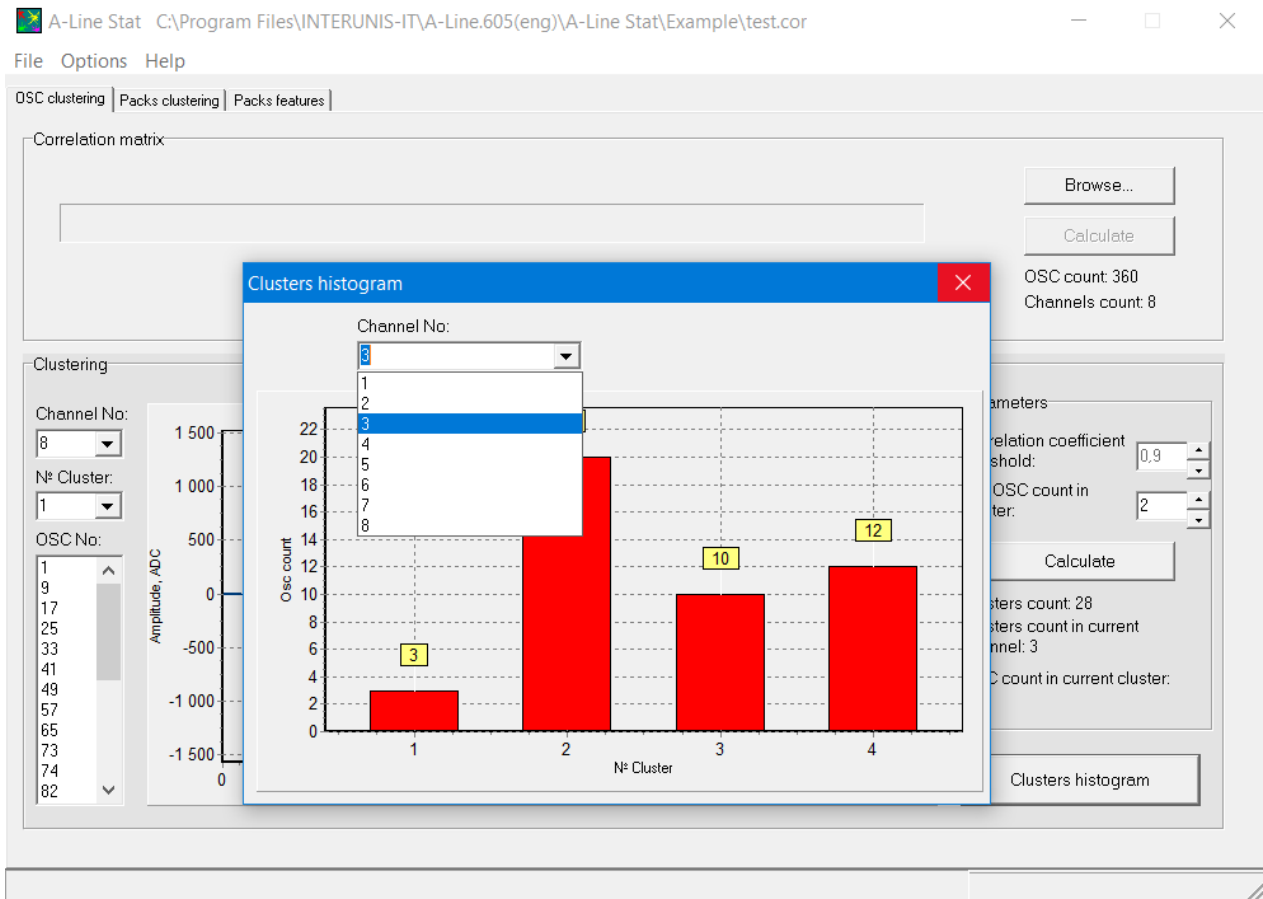 A-Line Stat C:\Program Files\INTERUNIS-IT\A-Line.605(eng)\A-Line Stat\Example\test.cor
File Options Help
OSC clustering Packs clustering Packs features
Correlation matrix
Browse...
Calculate
OSC count: 360
Channels count: 8
Clusters histogram
Channel No:
3
1
2
3
4
5
6
7
8
22
20
18
16
14
12
10
8
6
4
2
0
Osc count
3
10
12
1 2 3 4
Nº Cluster
Clustering
Channel No:
8
Nº Cluster:
1
OSC No:
1
9
17
25
33
41
49
57
65
73
74
82
1 500
1 000
500
0
-500
-1 000
-1 500
Amplitude, ADC
0
ameters
relation coefficient
shold:
0,9
OSC count in
ter:
2
Calculate
sters count: 28
sters count in current
nnel: 3
C count in current cluster:
Clusters histogram